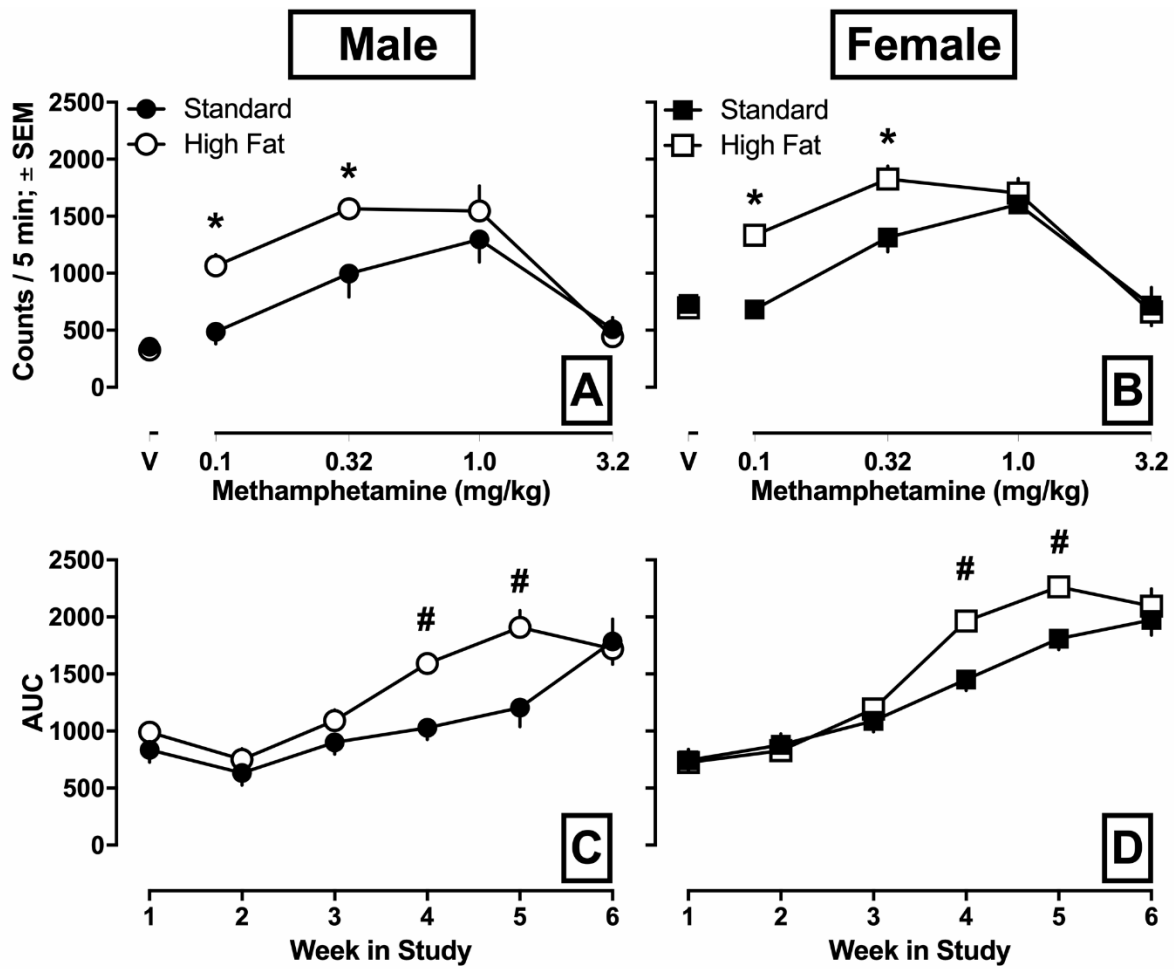 Male
Female
Counts / 5 min; ± SEM
2500
2000
1500
1000
500
0
Standard
High Fat
*
*
A
V
0.1
0.32
1.0
3.2
Methamphetamine (mg/kg)
Standard
High Fat
*
*
B
V
0.1
0.32
1.0
3.2
Methamphetamine (mg/kg)
AUC
2500
2000
1500
1000
500
0
#
#
C
1
2
3
4
5
6
Week in Study
#
#
D
1
2
3
4
5
6
Week in Study